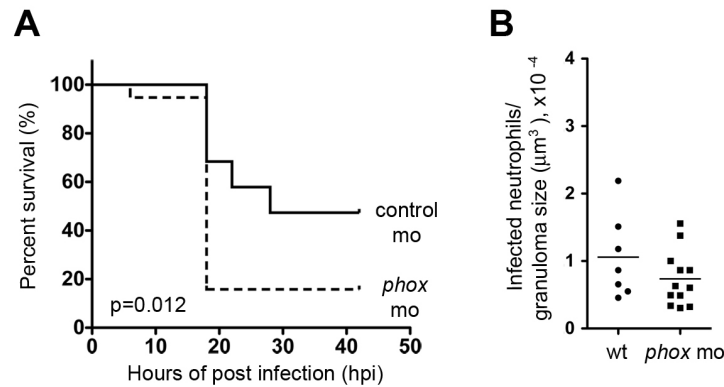 A
Percent survival (%)
100
80
60
40
20
0
p=0.012
control
mo
phox
mo
0 10 20 30 40 50
Hours of post infection (hpi)
B
Infected neutrophils/
granuloma size (μm³ ), x10 ⁻⁴
4
3
2
1
0
wt phox mo